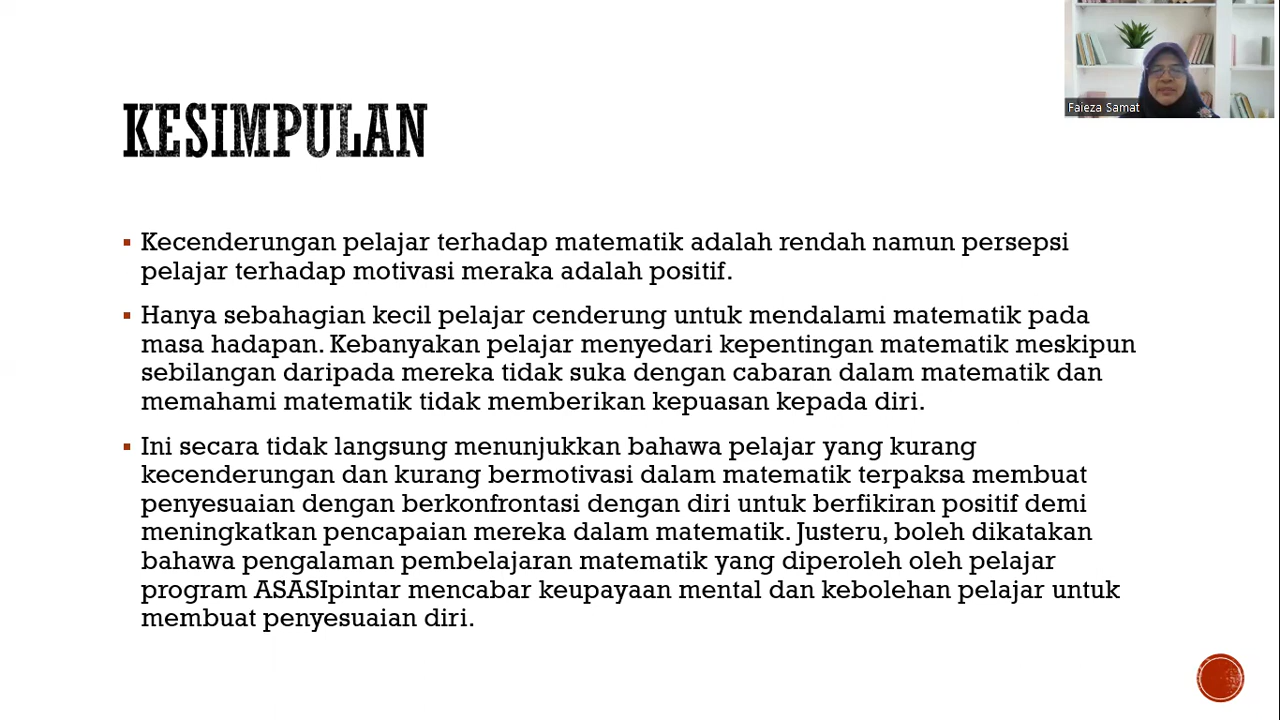 Faieza Samat
KESIMPULAN
Kecenderungan pelajar terhadap matematik adalah rendah namun persepsi
pelajar terhadap motivasi meraka adalah positif.
Hanya sebahagian kecil pelajar cenderung untuk mendalami matematik pada
masa hadapan. Kebanyakan pelajar menyedari kepentingan matematik meskipun
sebilangan daripada mereka tidak suka dengan cabaran dalam matematik dan
memahami matematik tidak memberikan kepuasan kepada diri.
Ini secara tidak langsung menunjukkan bahawa pelajar yang kurang
kecenderungan dan kurang bermotivasi dalam matematik terpaksa membuat
penyesuaian dengan berkonfrontasi dengan diri untuk berfikiran positif demi
meningkatkan pencapaian mereka dalam matematik. Justeru, boleh dikatakan
bahawa pengalaman pembelajaran matematik yang diperoleh oleh pelajar
program ASASIpintar mencabar keupayaan mental dan kebolehan pelajar untuk
membuat penyesuaian diri.